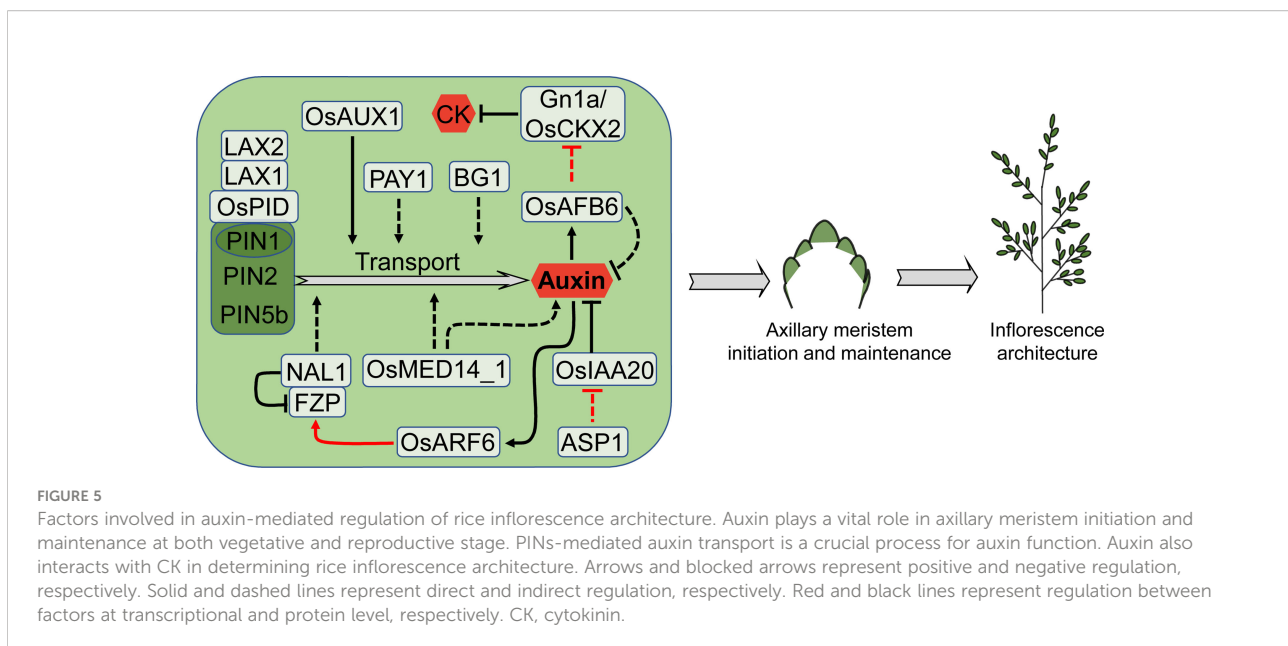 OsAUX1
CK
Gn1a/
OsCKX2
LAX2
LAX1
OsPID
PAY1
BG1
OsAFB6
PIN1
PIN2
PIN5b
Transport
Auxin
NAL1
FZP
OsMED14_1
OsIAA20
OsARF6
ASP1
Axillary meristem
initiation and maintenance
Inflorescence
architecture
FIGURE 5
Factors involved in auxin-mediated regulation of rice inflorescence architecture. Auxin plays a vital role in axillary meristem initiation and
maintenance at both vegetative and reproductive stage. PINs-mediated auxin transport is a crucial process for auxin function. Auxin also
interacts with CK in determining rice inflorescence architecture. Arrows and blocked arrows represent positive and negative regulation,
respectively. Solid and dashed lines represent direct and indirect regulation, respectively. Red and black lines represent regulation between
factors at transcriptional and protein level, respectively. CK, cytokinin.